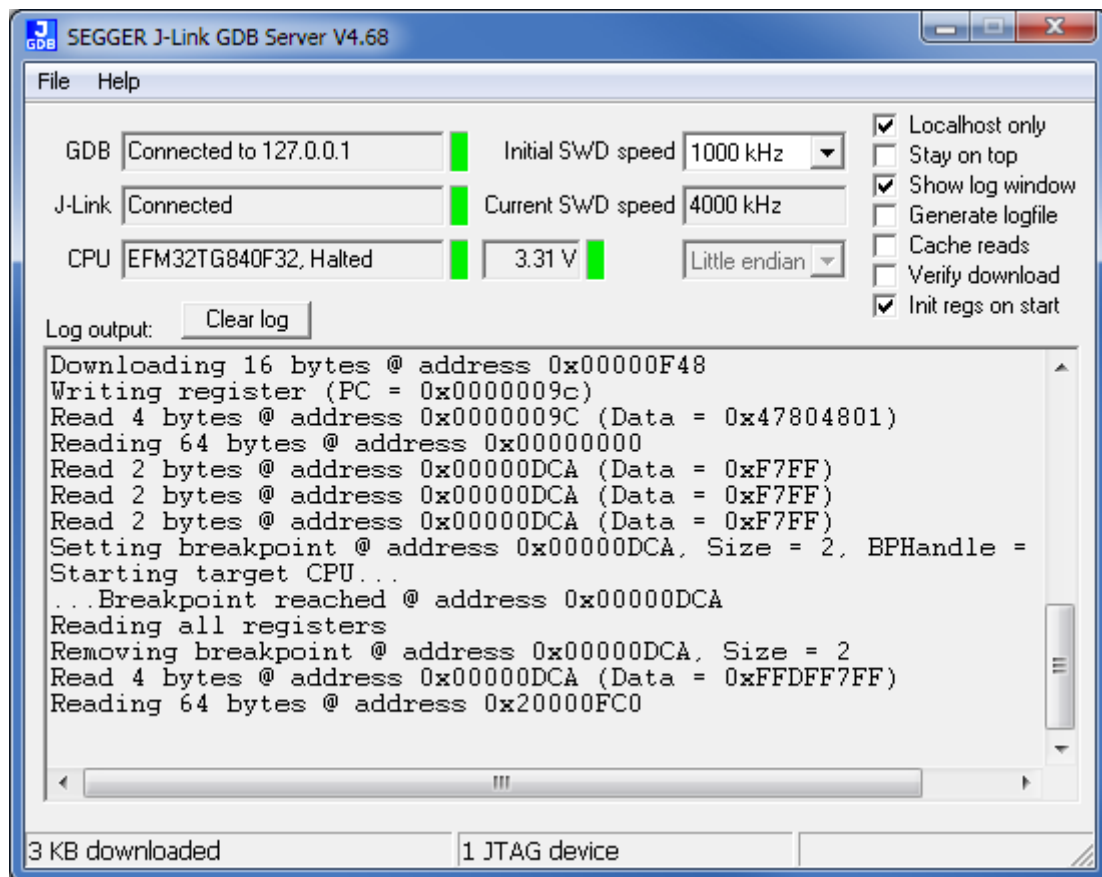 J GDB SEGGER J-Link GDB Server V4.68
File Help
GDB Connected to 127.0.0.1 Initial SWD speed 1000 kHz
J-Link Connected Current SWD speed 4000 kHz
CPU EFM32TG840F32, Halted 3.31 V Little endian
Localhost only
Stay on top
Show log window
Generate logfile
Cache reads
Verify download
Init regs on start
Log output: Clear log
Downloading 16 bytes @ address 0x00000F48
Writing register (PC = 0x0000009c)
Read 4 bytes @ address 0x0000009C (Data = 0x47804801)
Reading 64 bytes @ address 0x00000000
Read 2 bytes @ address 0x00000DCA (Data = 0xF7FF)
Read 2 bytes @ address 0x00000DCA (Data = 0xF7FF)
Read 2 bytes @ address 0x00000DCA (Data = 0xF7FF)
Setting breakpoint @ address 0x00000DCA, Size = 2, BPHandle =
Starting target CPU...
...Breakpoint reached @ address 0x00000DCA
Reading all registers
Removing breakpoint @ address 0x00000DCA, Size = 2
Read 4 bytes @ address 0x00000DCA (Data = 0xFFDFF7FF)
Reading 64 bytes @ address 0x20000FC0
3 KB downloaded 1 JTAG device